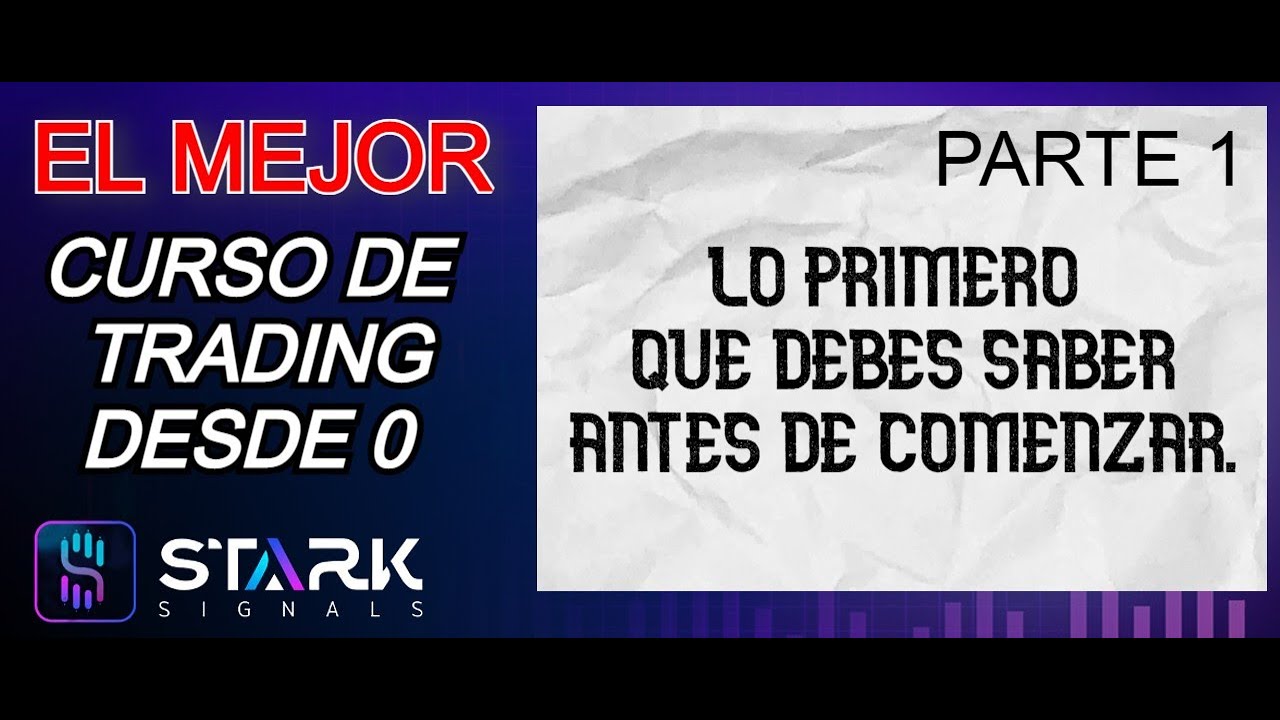 EL MEJOR
CURSO DE
TRADING
DESDE 0
STARK
SIGNALS
PARTE 1
LO PRIMERO
QUE DEBES SABER
ANTES DE COMENZAR.